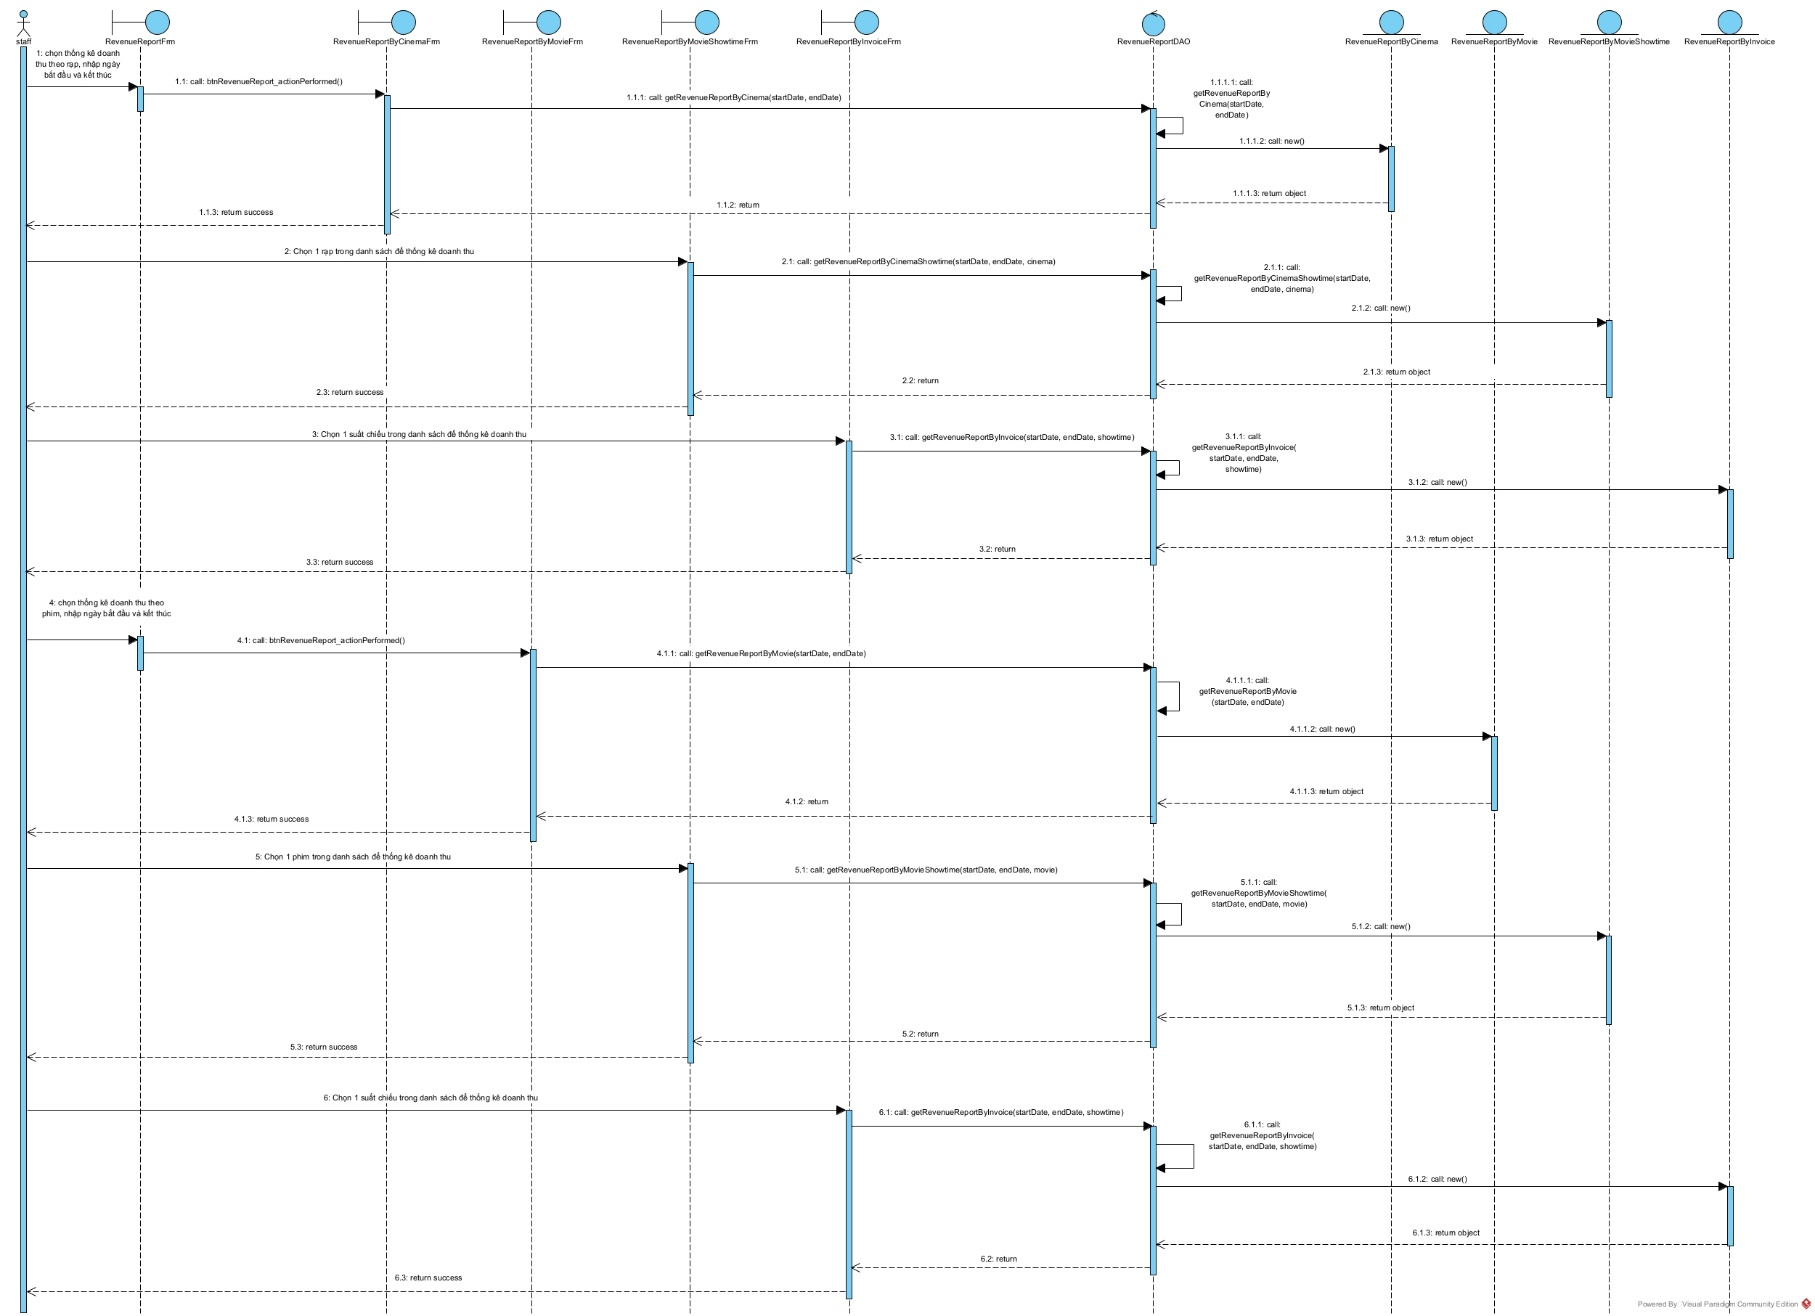 staff
RevenueReportFrm
RevenueReportByCinemaFrm
RevenueReportByMovieFrm
RevenueReportByMovieShowtimeFrm
RevenueReportByInvoiceFrm
RevenueReportDAO
RevenueReportByCinema
RevenueReportByMovie
RevenueReportByMovieShowtime
RevenueReportByInvoice
1: chọn thống kê doanh
thu theo rạp, nhập ngày
bắt đầu và kết thúc
1.1: call: btnRevenueReport_actionPerformed()
1.1.1: call: getRevenueReportByCinema(startDate, endDate)
1.1.1.1: call:
getRevenueReportBy
Cinema(startDate,
endDate)
1.1.1.2: call: new()
1.1.1.3: return object
1.1.2: return
1.1.3: return success
2: Chọn 1 rạp trong danh sách để thống kê doanh thu
2.1: call: getRevenueReportByCinemaShowtime(startDate, endDate, cinema)
2.1.1: call:
getRevenueReportByCinemaShowtime(startDate,
endDate, cinema)
2.1.2: call: new()
2.1.3: return object
2.2: return
2.3: return success
3: Chọn 1 suất chiếu trong danh sách để thống kê doanh thu
3.1: call: getRevenueReportByInvoice(startDate, endDate, showtime)
3.1.1: call:
getRevenueReportByInvoice(
startDate, endDate,
showtime)
3.1.2: call: new()
3.1.3: return object
3.2: return
3.3: return success
4: chọn thống kê doanh thu theo
phim, nhập ngày bắt đầu và kết thúc
4.1: call: btnRevenueReport_actionPerformed()
4.1.1: call: getRevenueReportByMovie(startDate, endDate)
4.1.1.1: call:
getRevenueReportByMovie
(startDate, endDate)
4.1.1.2: call: new()
4.1.1.3: return object
4.1.2: return
4.1.3: return success
5: Chọn 1 phim trong danh sách để thống kê doanh thu
5.1: call: getRevenueReportByMovieShowtime(startDate, endDate, movie)
5.1.1: call:
getRevenueReportByMovieShowtime(
startDate, endDate, movie)
5.1.2: call: new()
5.1.3: return object
5.2: return
5.3: return success
6: Chọn 1 suất chiếu trong danh sách để thống kê doanh thu
6.1: call: getRevenueReportByInvoice(startDate, endDate, showtime)
6.1.1: call:
getRevenueReportByInvoice(
startDate, endDate, showtime)
6.1.2: call: new()
6.1.3: return object
6.2: return
6.3: return success
Powered By: Visual Paradigm Community Edition